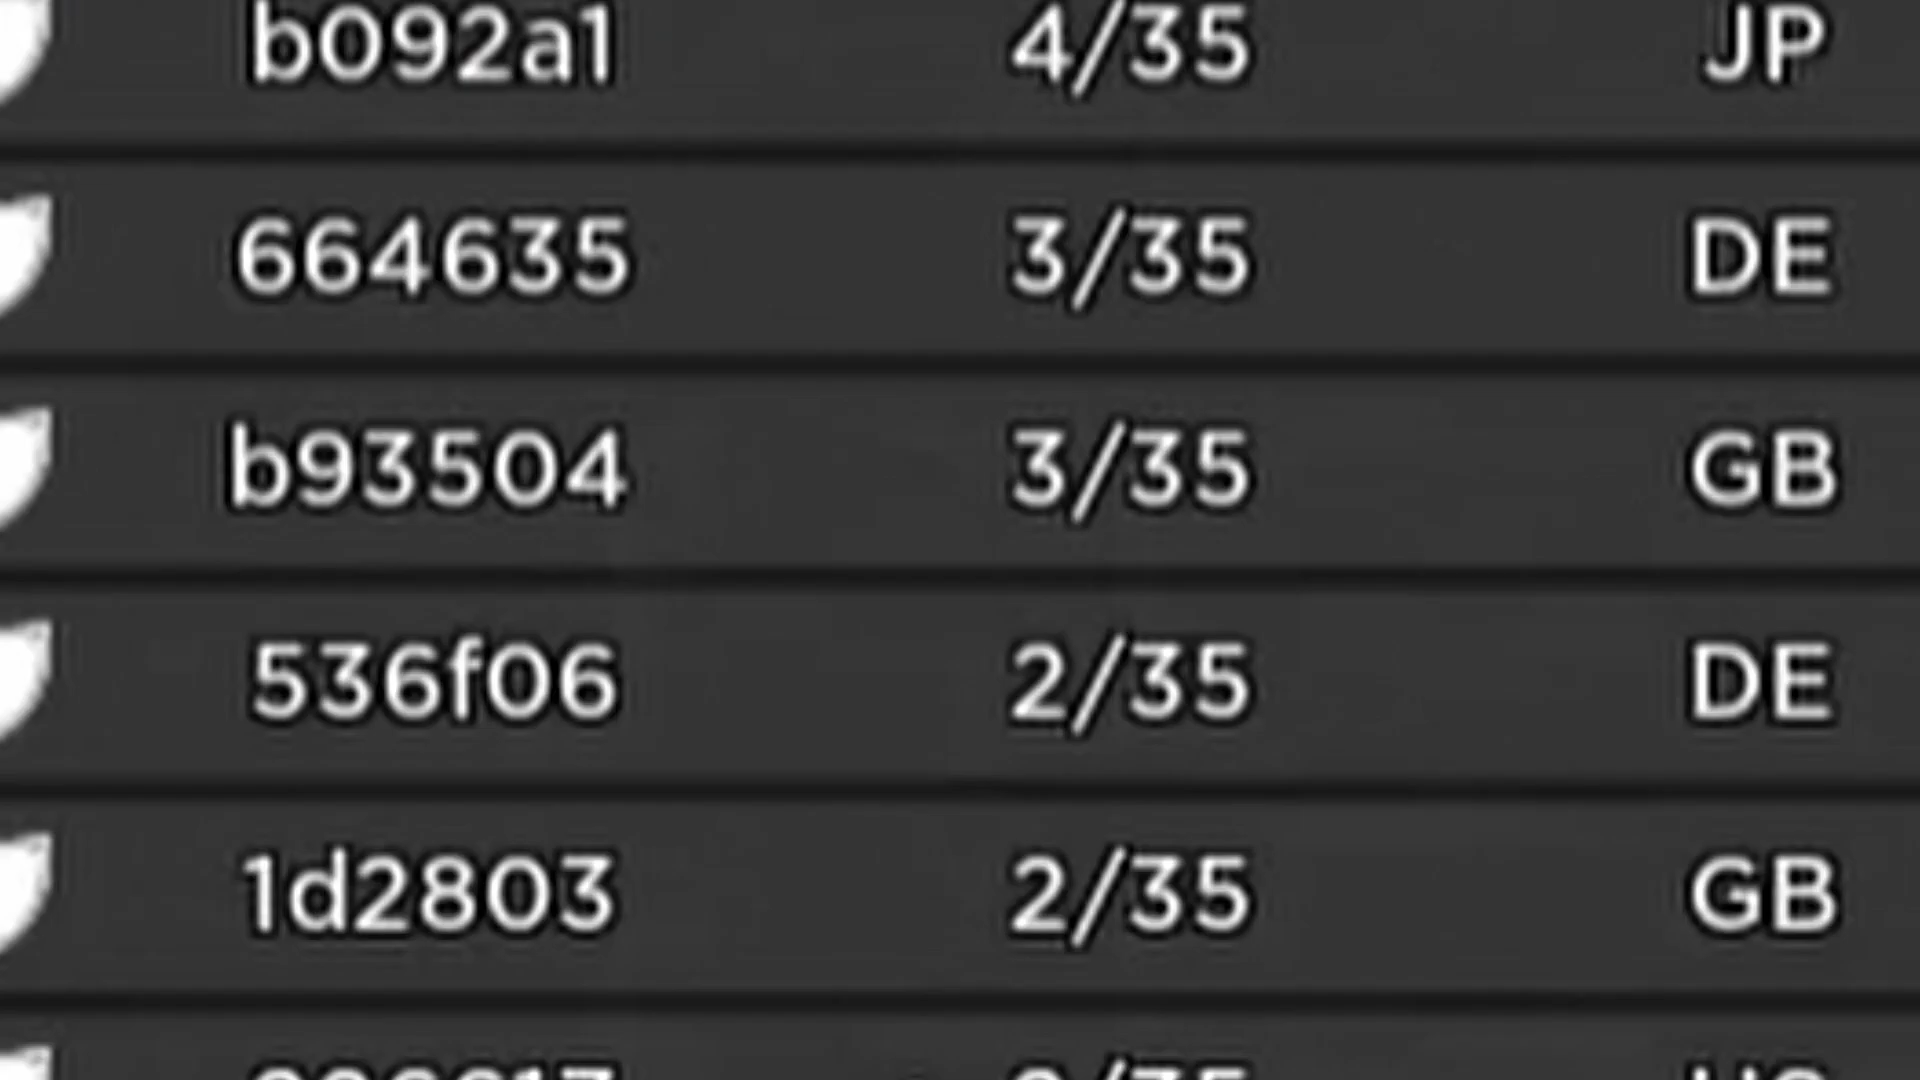 b092a1 4/35 JP
664635 3/35 DE
b93504 3/35 GB
536f06 2/35 DE
1d2803 2/35 GB